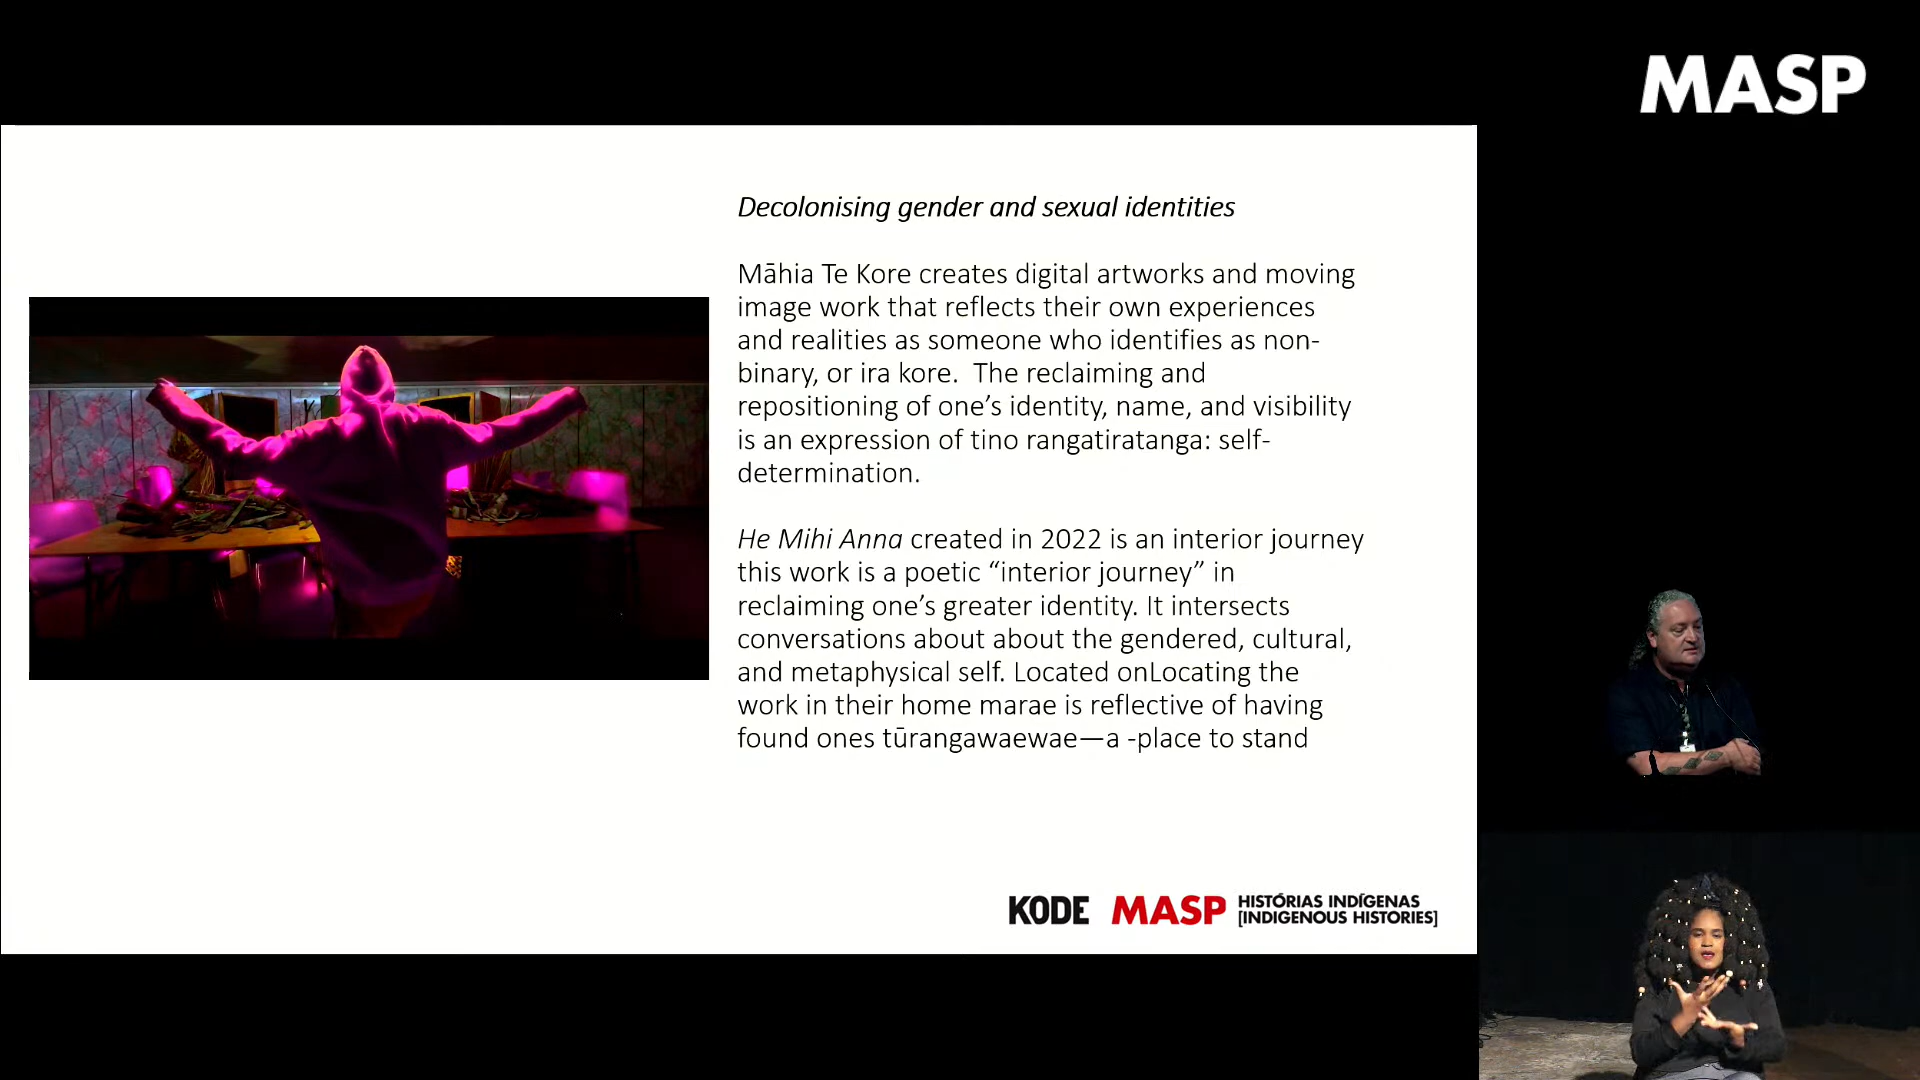 MASP
Decolonising gender and sexual identities
Māhia Te Kore creates digital artworks and moving
image work that reflects their own experiences
and realities as someone who identifies as non-
binary, or ira kore.  The reclaiming and
repositioning of one’s identity, name, and visibility
is an expression of tino rangatiratanga: self-
determination.
He Mihi Anna created in 2022 is an interior journey
this work is a poetic “interior journey” in
reclaiming one’s greater identity. It intersects
conversations about about the gendered, cultural,
and metaphysical self. Located onLocating the
work in their home marae is reflective of having
found ones tūrangawaewae—a -place to stand
KODE MASP HISTÓRIAS INDÍGENAS
[INDIGENOUS HISTORIES]